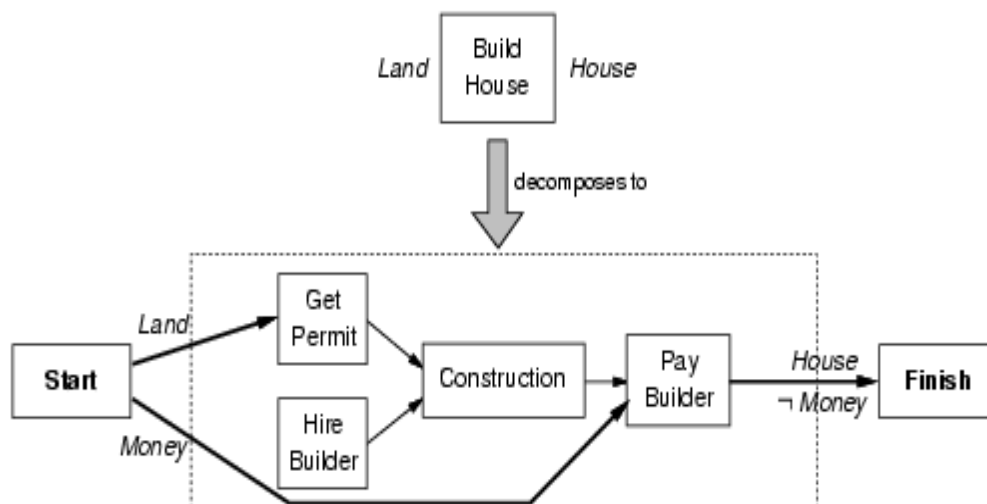 Build
House
Land
House
decomposes to
Get
Permit
Land
Start
Construction
Pay
Builder
House
¬ Money
Finish
Hire
Builder
Money